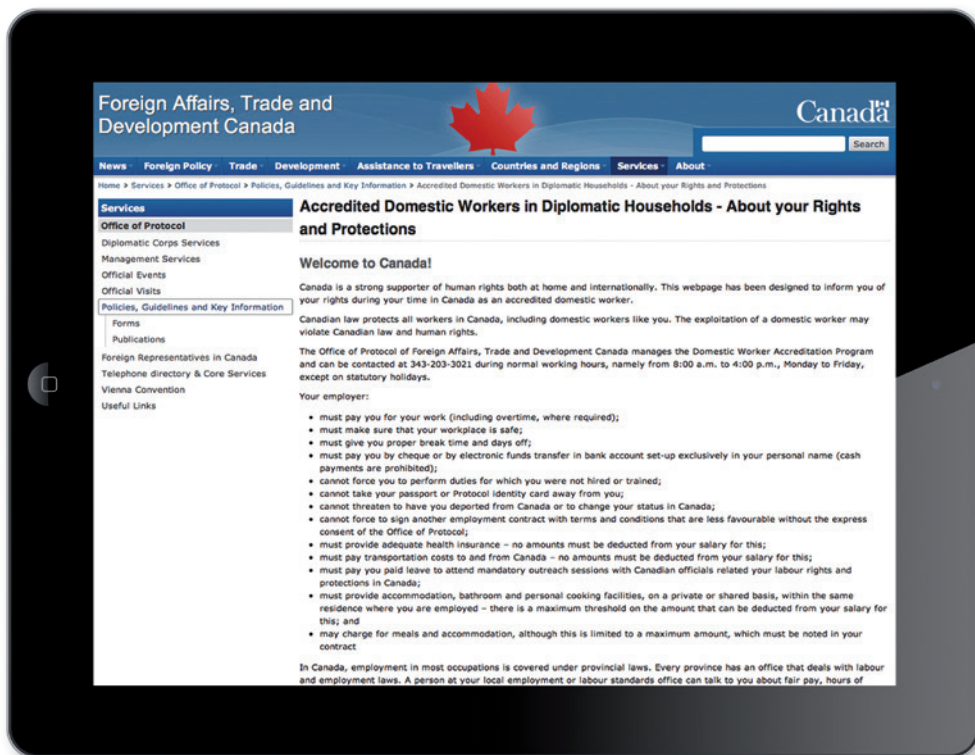 Foreign Affairs, Trade and
Development Canada
Canada
Search
News Foreign Policy Trade Development Assistance to Travellers Countries and Regions Services About
Home > Services > Office of Protocol > Policies, Guidelines and Key Information > Accredited Domestic Workers in Diplomatic Households - About your Rights and Protections
Services
Office of Protocol
Diplomatic Corps Services
Management Services
Official Events
Official Visits
Policies, Guidelines and Key Information
Forms
Publications
Foreign Representatives in Canada
Telephone directory & Core Services
Vienna Convention
Useful Links
Accredited Domestic Workers in Diplomatic Households - About your Rights
and Protections
Welcome to Canada!
Canada is a strong supporter of human rights both at home and internationally. This webpage has been designed to inform you of
your rights during your time in Canada as an accredited domestic worker.
Canadian law protects all workers in Canada, including domestic workers like you. The exploitation of a domestic worker may
violate Canadian law and human rights.
The Office of Protocol of Foreign Affairs, Trade and Development Canada manages the Domestic Worker Accreditation Program
and can be contacted at 343-203-3021 during normal working hours, namely from 8:00 a.m. to 4:00 p.m., Monday to Friday,
except on statutory holidays.
Your employer:
• must pay you for your work (including overtime, where required);
• must make sure that your workplace is safe;
• must give you proper break time and days off;
• must pay you by cheque or by electronic funds transfer in bank account set-up exclusively in your personal name (cash
payments are prohibited);
• cannot force you to perform duties for which you were not hired or trained;
• cannot take your passport or Protocol identity card away from you;
• cannot threaten to have you deported from Canada or to change your status in Canada;
• cannot force to sign another employment contract with terms and conditions that are less favourable without the express
consent of the Office of Protocol;
• must provide adequate health insurance – no amounts must be deducted from your salary for this;
• must pay transportation costs to and from Canada – no amounts must be deducted from your salary for this;
• must pay you paid leave to attend mandatory outreach sessions with Canadian officials related your labour rights and
protections in Canada;
• must provide accommodation, bathroom and personal cooking facilities, on a private or shared basis, within the same
residence where you are employed – there is a maximum threshold on the amount that can be deducted from your salary for
this; and
• may charge for meals and accommodation, although this is limited to a maximum amount, which must be noted in your
contract
In Canada, employment in most occupations is covered under provincial laws. Every province has an office that deals with labour
and employment laws. A person at your local employment or labour standards office can talk to you about fair pay, hours of